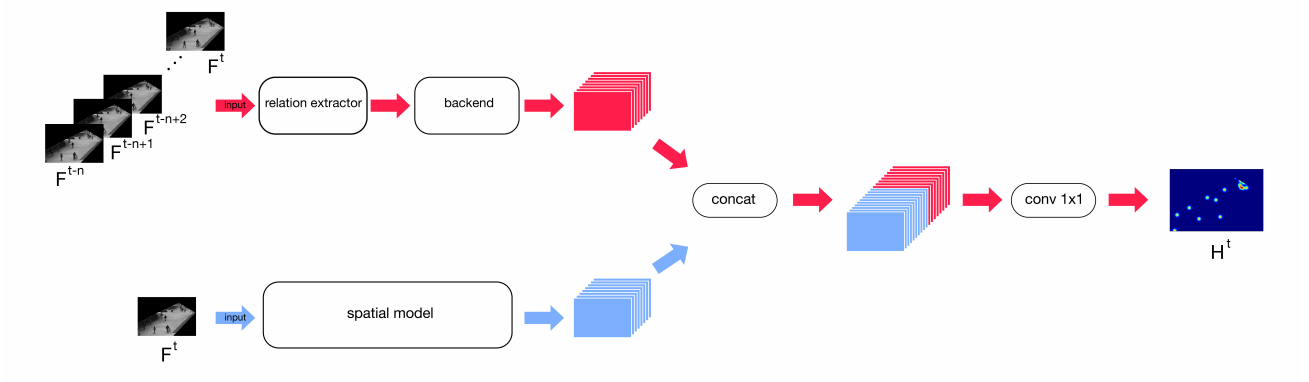 F^t
F^t-n+2
F^t-n+1
F^t-n
input
relation extractor
backend
concat
conv 1x1
H^t
input
spatial model
F^t